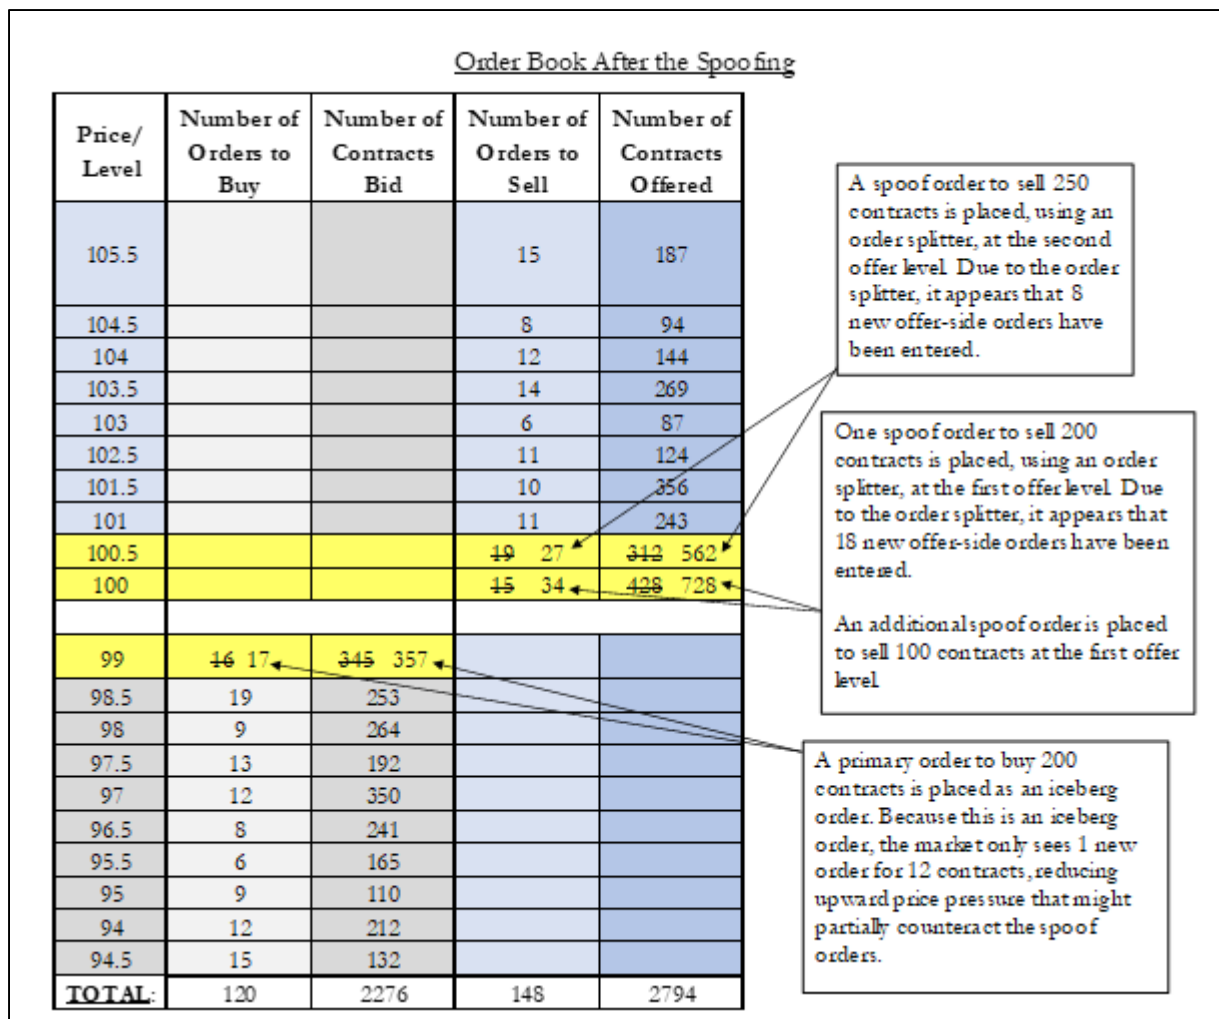 Order Book After the Spoofing
Price/ Level Number of Orders to Buy Number of Contracts Bid Number of Orders to Sell Number of Contracts Offered
105.5 15 187
104.5 8 94
104 12 144
103.5 14 269
103 6 87
102.5 11 124
101.5 10 356
101 11 243
100.5 19 27 312 562
100 15 34 428 728
99 16 17 345 357
98.5 19 253
98 9 264
97.5 13 192
97 12 350
96.5 8 241
95.5 6 165
95 9 110
94 12 212
94.5 15 132
TOTAL: 120 2276 148 2794
A spoof order to sell 250
contracts is placed, using an
order splitter, at the second
offer level. Due to the order
splitter, it appears that 8
new offer-side orders have
been entered.
One spoof order to sell 200
contracts is placed, using an order
splitter, at the first offer level. Due
to the order splitter, it appears that
18 new offer-side orders have been
entered.
An additional spoof order is placed
to sell 100 contracts at the first offer
level.
A primary order to buy 200
contracts is placed as an iceberg
order. Because this is an iceberg
order, the market only sees 1 new
order for 12 contracts, reducing
upward price pressure that might
partially counteract the spoof
orders.